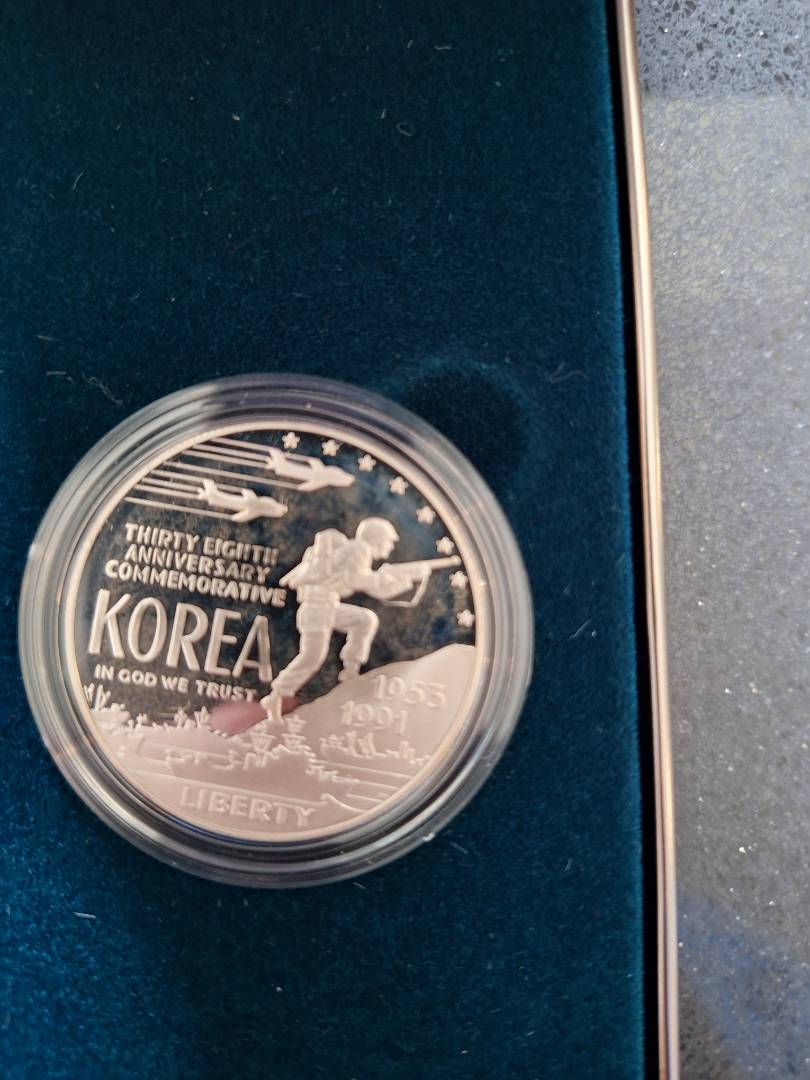 THIRTY EIGHTH
ANNIVERSARY
COMMEMORATIVE
KOREA
IN GOD WE TRUST
1953
1991
LIBERTY